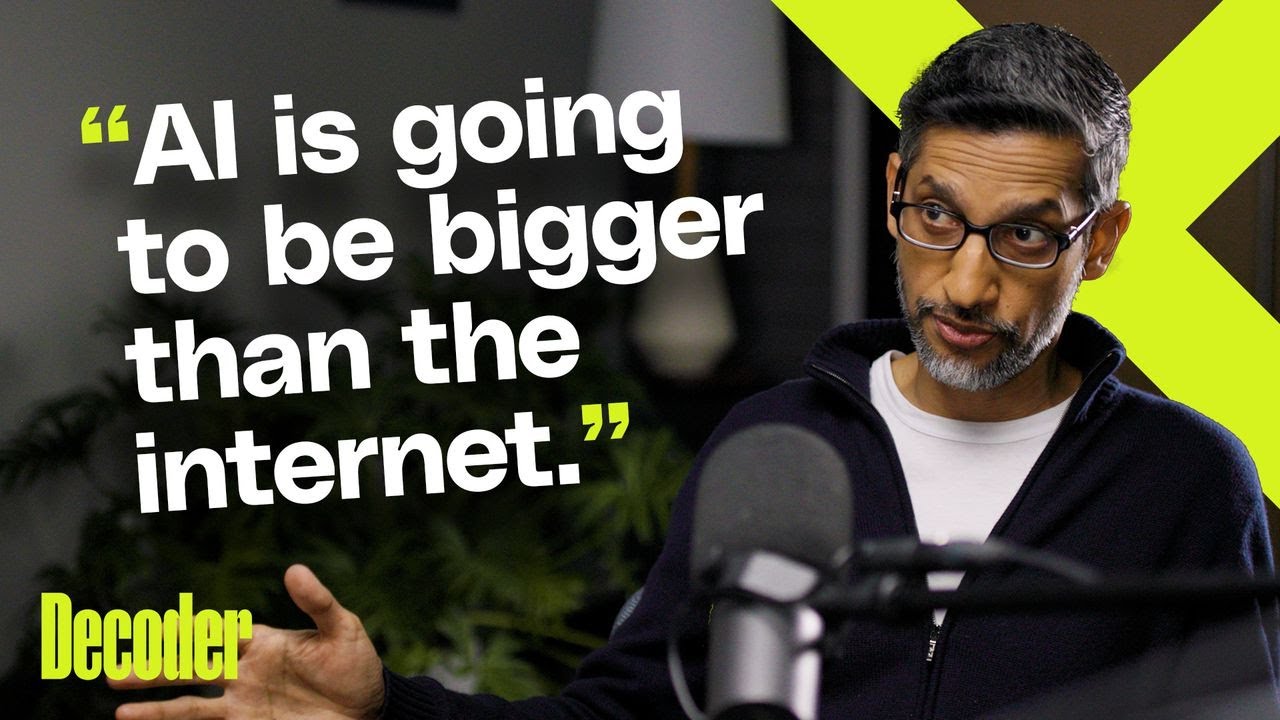 “AI is going
to be bigger
than the
internet.”
Decoder